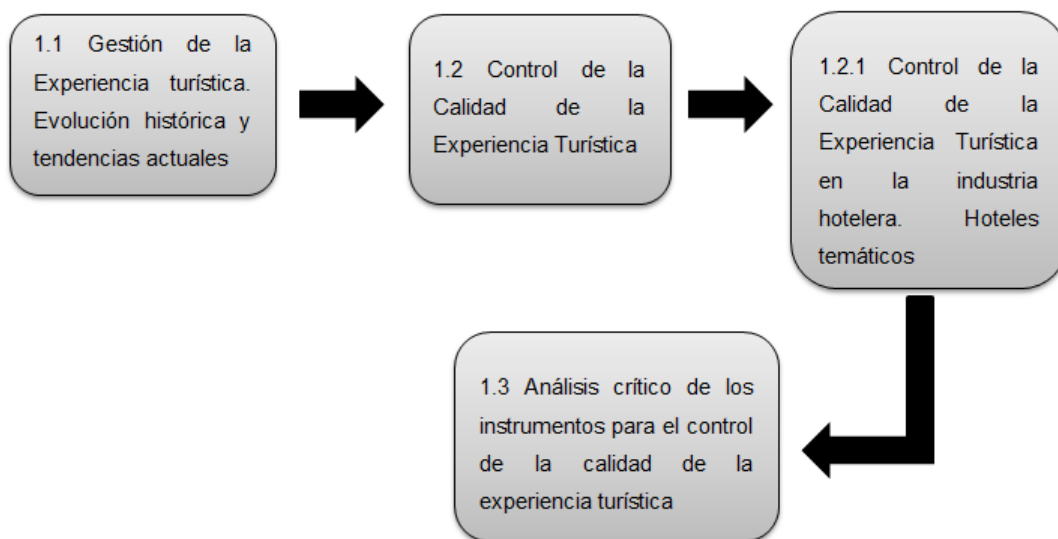 1.1 Gestión de la
Experiencia turística.
Evolución histórica y
tendencias actuales
1.2 Control de la
Calidad de la
Experiencia Turística
1.2.1 Control de la
Calidad de la
Experiencia Turística
en la industria
hotelera. Hoteles
temáticos
1.3 Análisis crítico de los
instrumentos para el control
de la calidad de la
experiencia turística